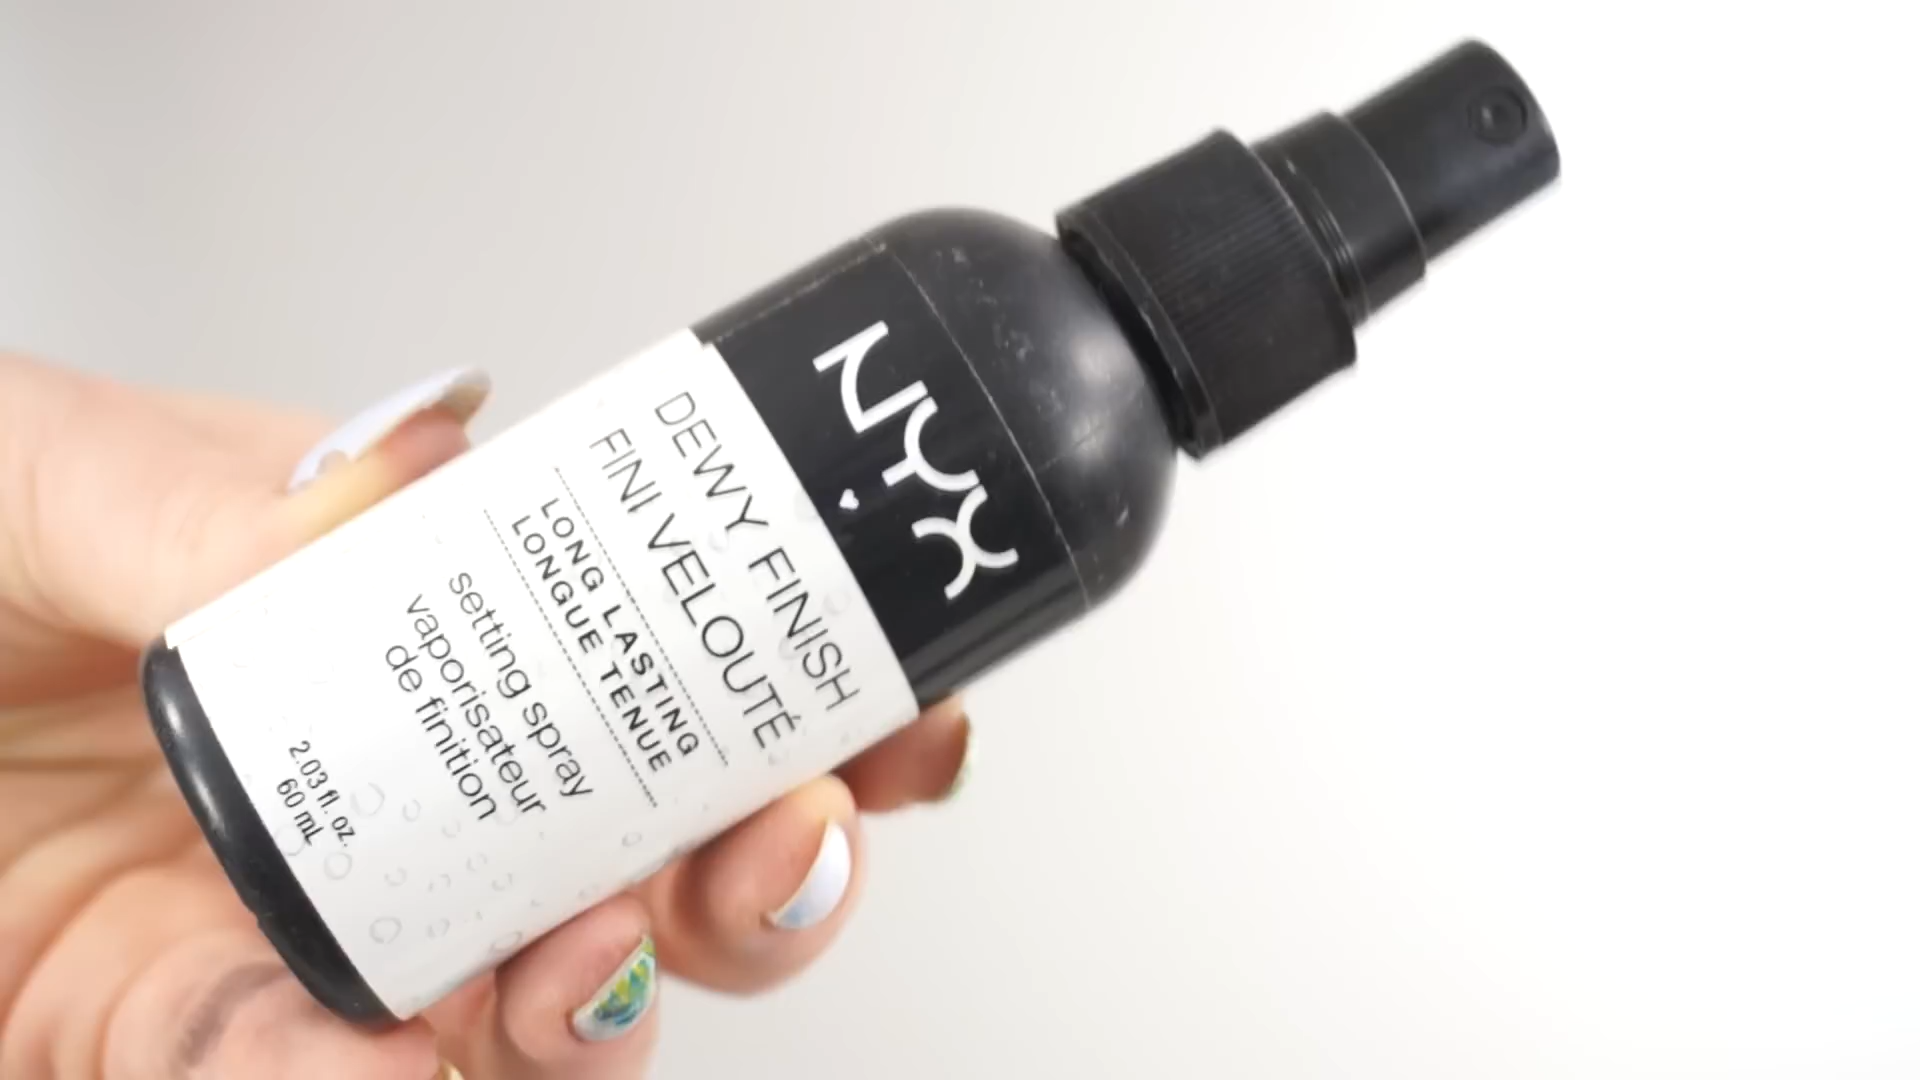 NYX
DEWY FINISH
FINI VELOUTÉ
LONG LASTING
LONGUE TENUE
setting spray
vaporisateur
de finition
2.03 fl. oz.
60 mL